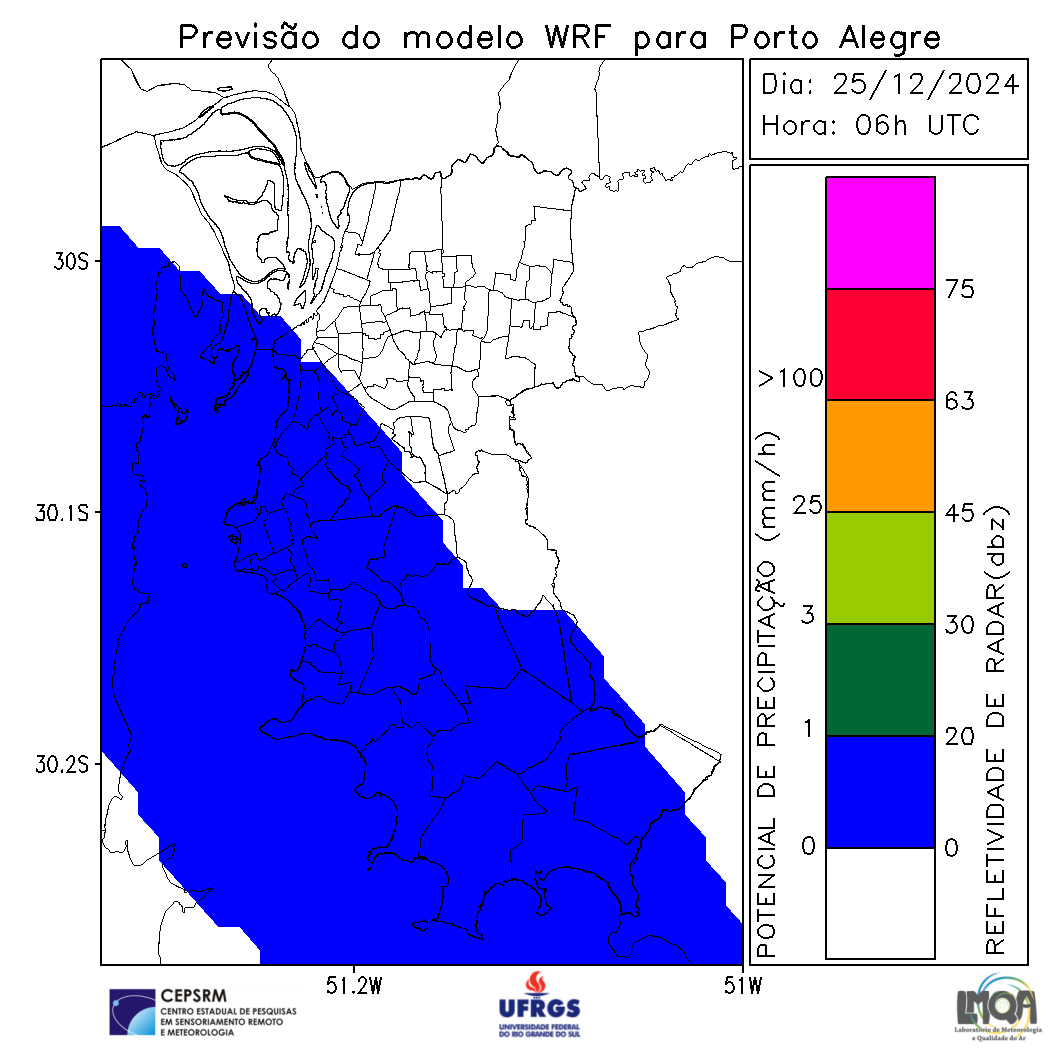 Previsão do modelo WRF para Porto Alegre
Dia: 25/12/2024
Hora: 06h UTC
30S
30.1S
30.2S
51.2W
51W
POTENCIAL DE PRECIPITAÇÃO (mm/h)
>100
25
3
1
0
75
63
45
30
20
0
REFLETIVIDADE DE RADAR(dbz)
CEPSRM
CENTRO ESTADUAL DE PESQUISAS
EM SENSORIAMENTO REMOTO
E METEOROLOGIA
UFRGS
UNIVERSIDADE FEDERAL
DO RIO GRANDE DO SUL
LMQA
Laboratório de Meteorologia
e Qualidade do Ar